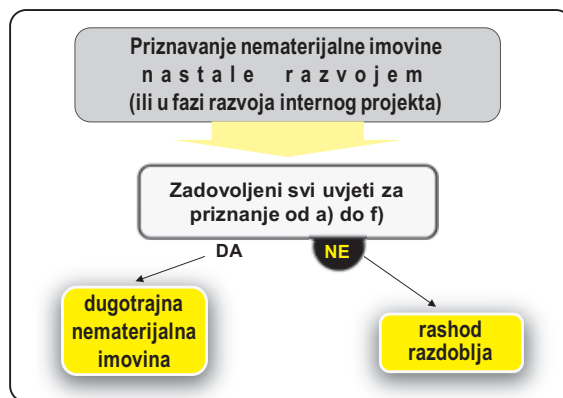 Priznavanje nematerijalne imovine
nastale razvojem
(ili u fazi razvoja internog projekta)
Zadovoljeni svi uvjeti za
priznanje od a) do f)
DA
NE
dugotrajna
nematerijalna
imovina
rashod
razdoblja